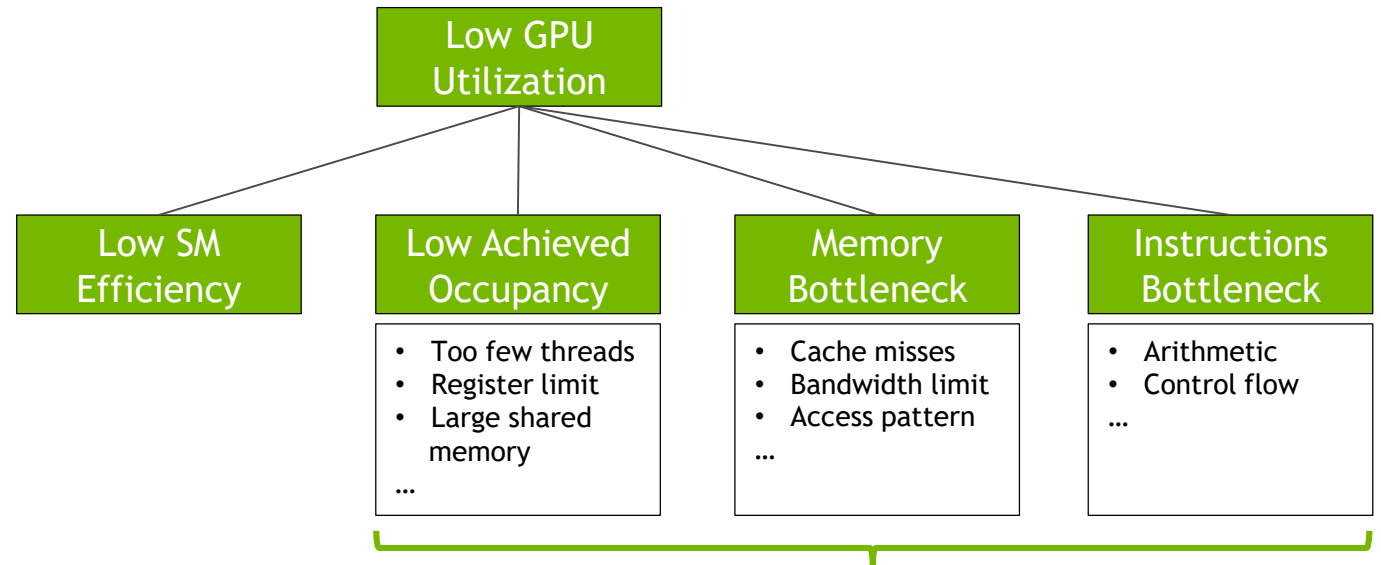 Low GPU
Utilization
Low SM
Efficiency
Low Achieved
Occupancy
Memory
Bottleneck
Instructions
Bottleneck
• Too few threads
• Register limit
• Large shared
memory
…
• Cache misses
• Bandwidth limit
• Access pattern
…
• Arithmetic
• Control flow
…